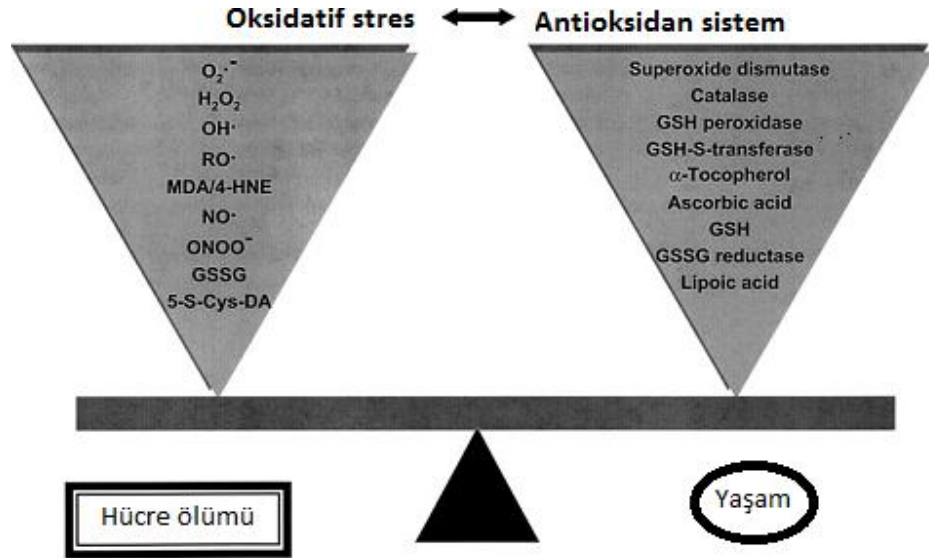 Oksidatif stres ↔ Antioksidan sistem
O₂·⁻
H₂O₂
OH·
RO·
MDA/4-HNE
NO·
ONOO⁻
GSSG
5-S-Cys-DA
Superoxide dismutase
Catalase
GSH peroxidase
GSH-S-transferase
α-Tocopherol
Ascorbic acid
GSH
GSSG reductase
Lipoic acid
Hücre ölümü
Yaşam